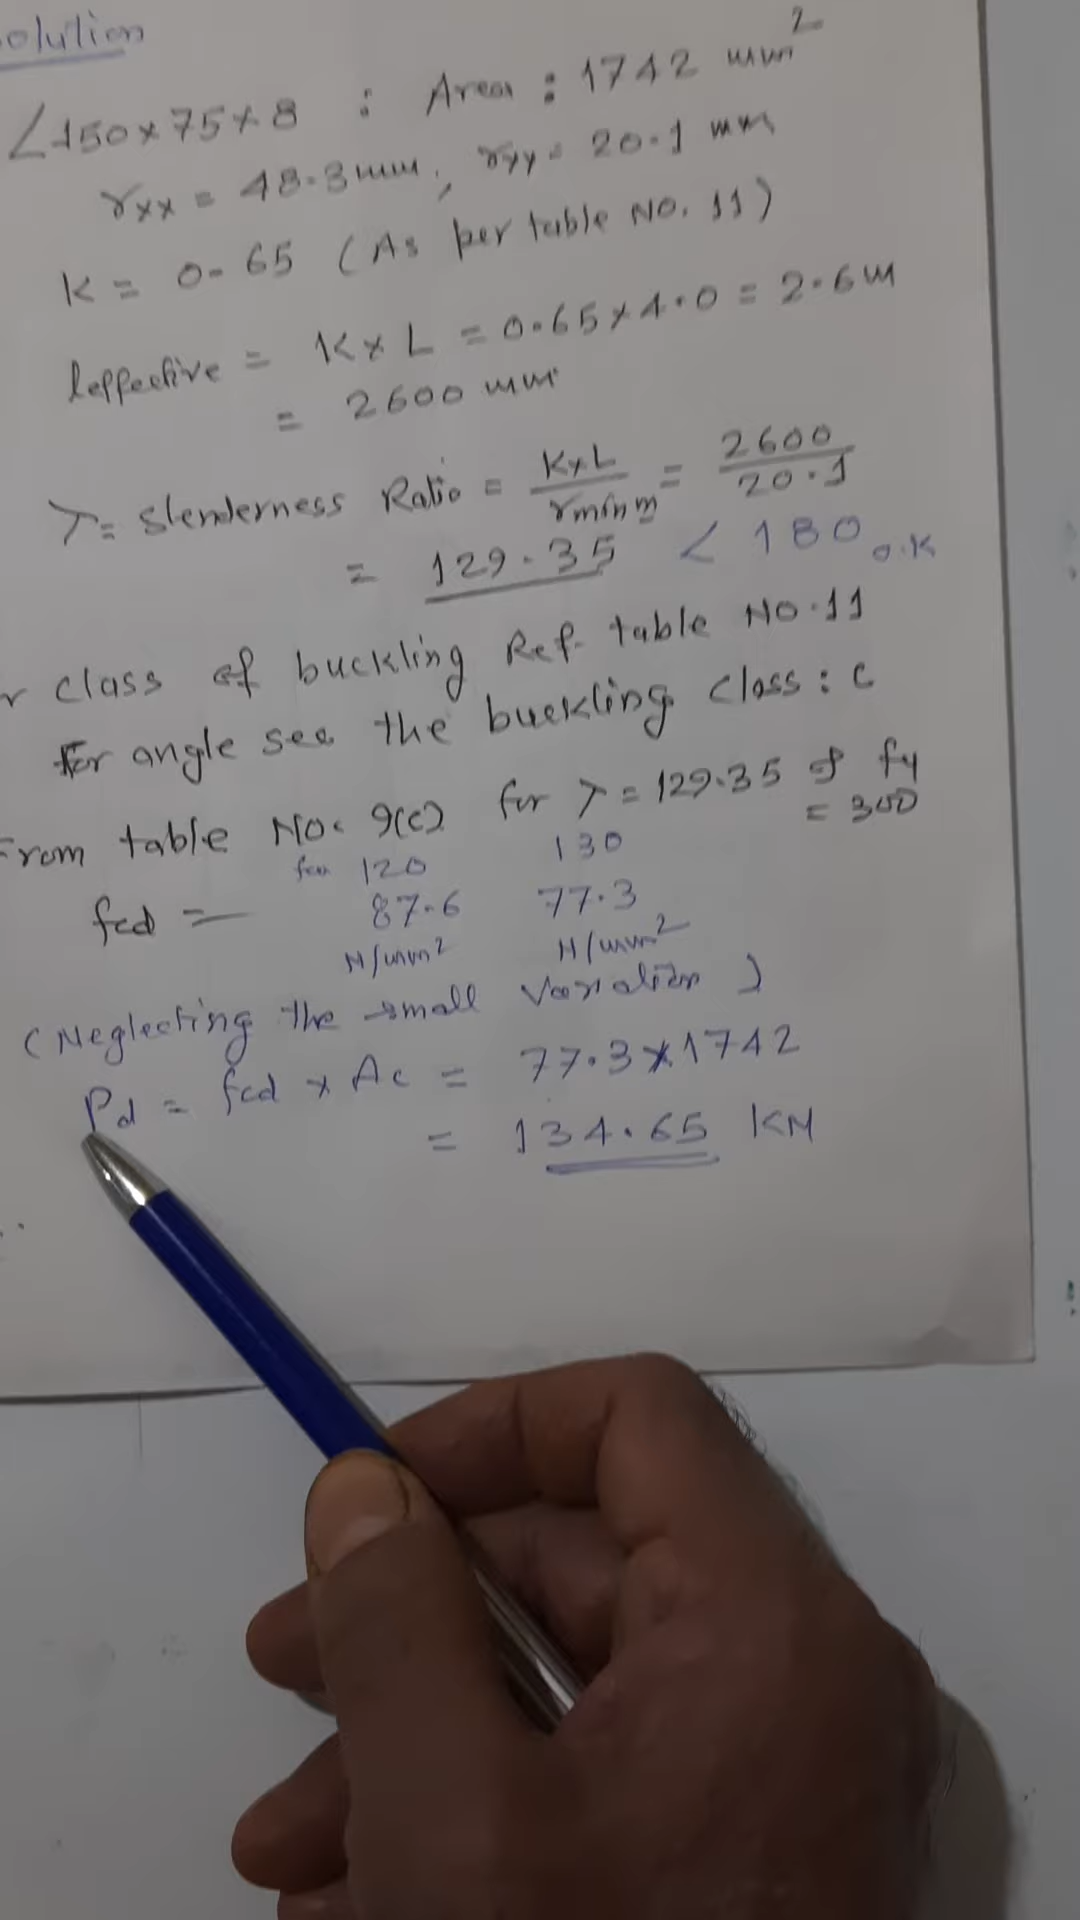 olution
∠150×75×8 : Area : 1742 mm²
rxx = 48.3mm, ryy = 20.1 mm
K = 0.65 (As per table No. 11)
leffective = K×L = 0.65×4.0 = 2.6m
= 2600 mm
λ = Slenderness Ratio = K×L/rminm = 2600/20.1
= 129.35 < 180 o.K
r class of buckling Ref. table No.11
For angle see the buckling class : c
From table No. 9(c) for λ = 129.35 & fy = 300
for 120 130
fcd = 87.6 77.3
N/mm² N/mm²
(Neglecting the small variation)
Pd = fcd × Ac = 77.3×1742
= 134.65 KN